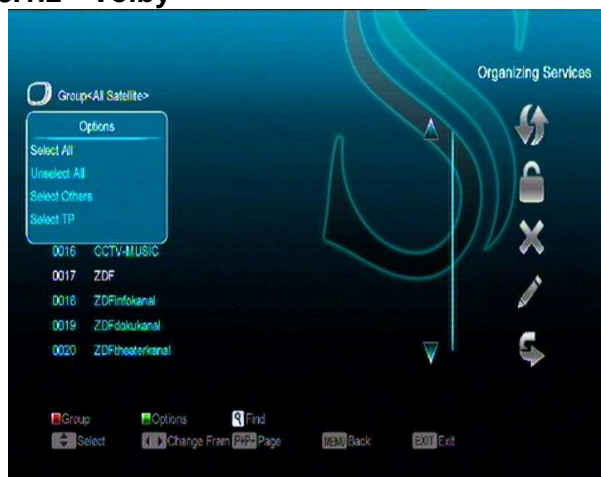 Organizing Services
Group<All Satellite>
Options
Select All
Unselect All
Select Others
Select TP
0016 CCTV-MUSIC
0017 ZDF
0018 ZDFinfokanal
0019 ZDFdokukanal
0020 ZDFtheaterkanal
Group Options Find
Select Change Fram P+P- Page MENU Back EXIT Exit